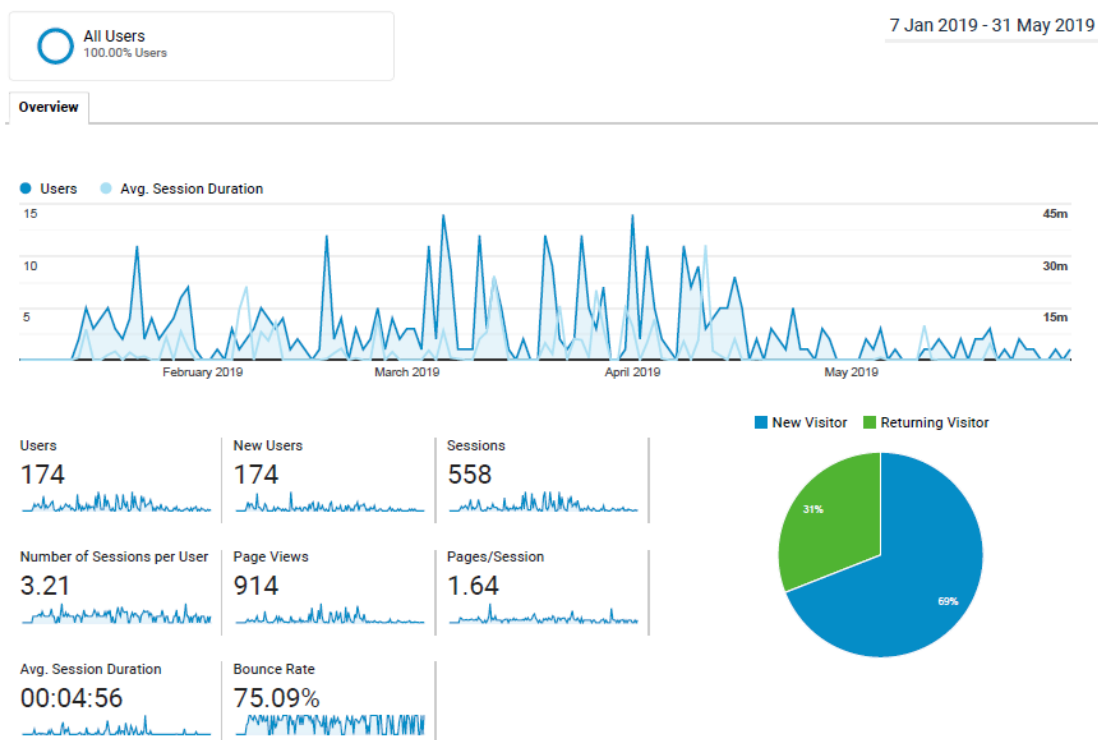 All Users
100.00% Users
7 Jan 2019 - 31 May 2019
Overview
Users
Avg. Session Duration
15
45m
10
30m
5
15m
February 2019
March 2019
April 2019
May 2019
New Visitor
Returning Visitor
31%
69%
Users
174
New Users
174
Sessions
558
Number of Sessions per User
3.21
Page Views
914
Pages/Session
1.64
Avg. Session Duration
00:04:56
Bounce Rate
75.09%